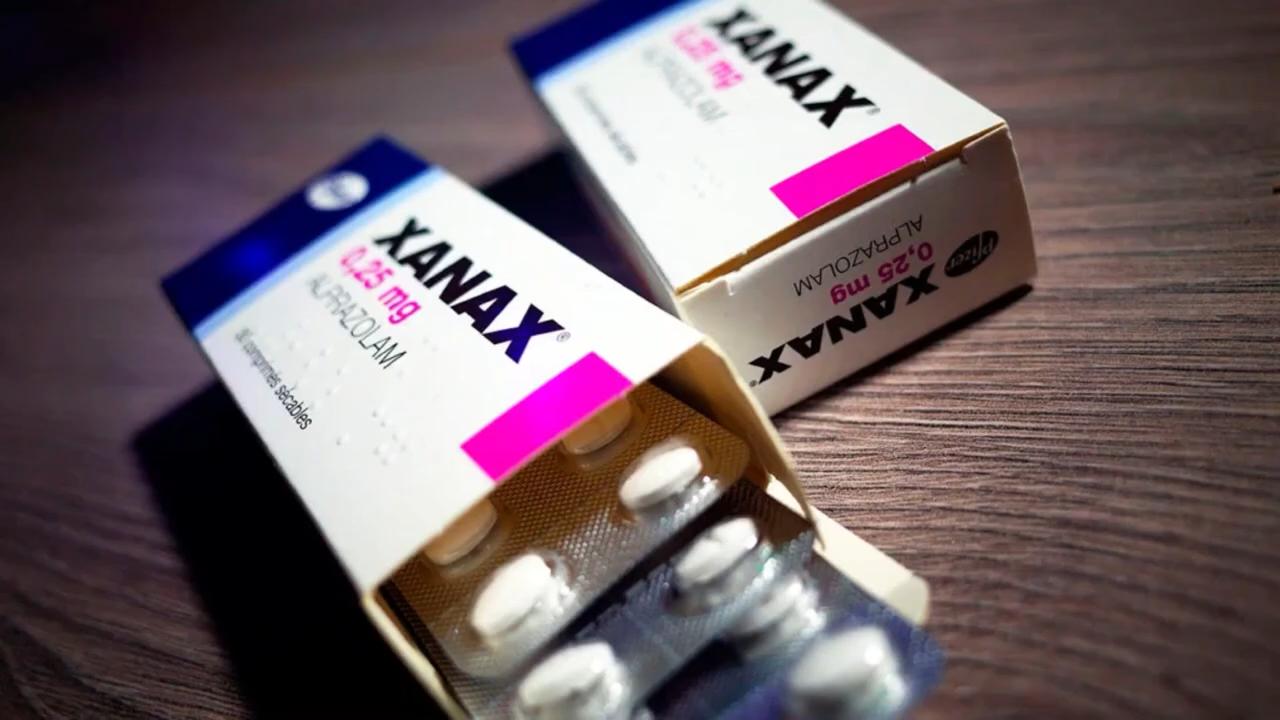 XANAX®
0,25 mg
ALPRAZOLAM
comprimés sécables
XANAX®
0,25 mg
ALPRAZOLAM
XANAX®
0,25 mg
ALPRAZOLAM
Pfizer